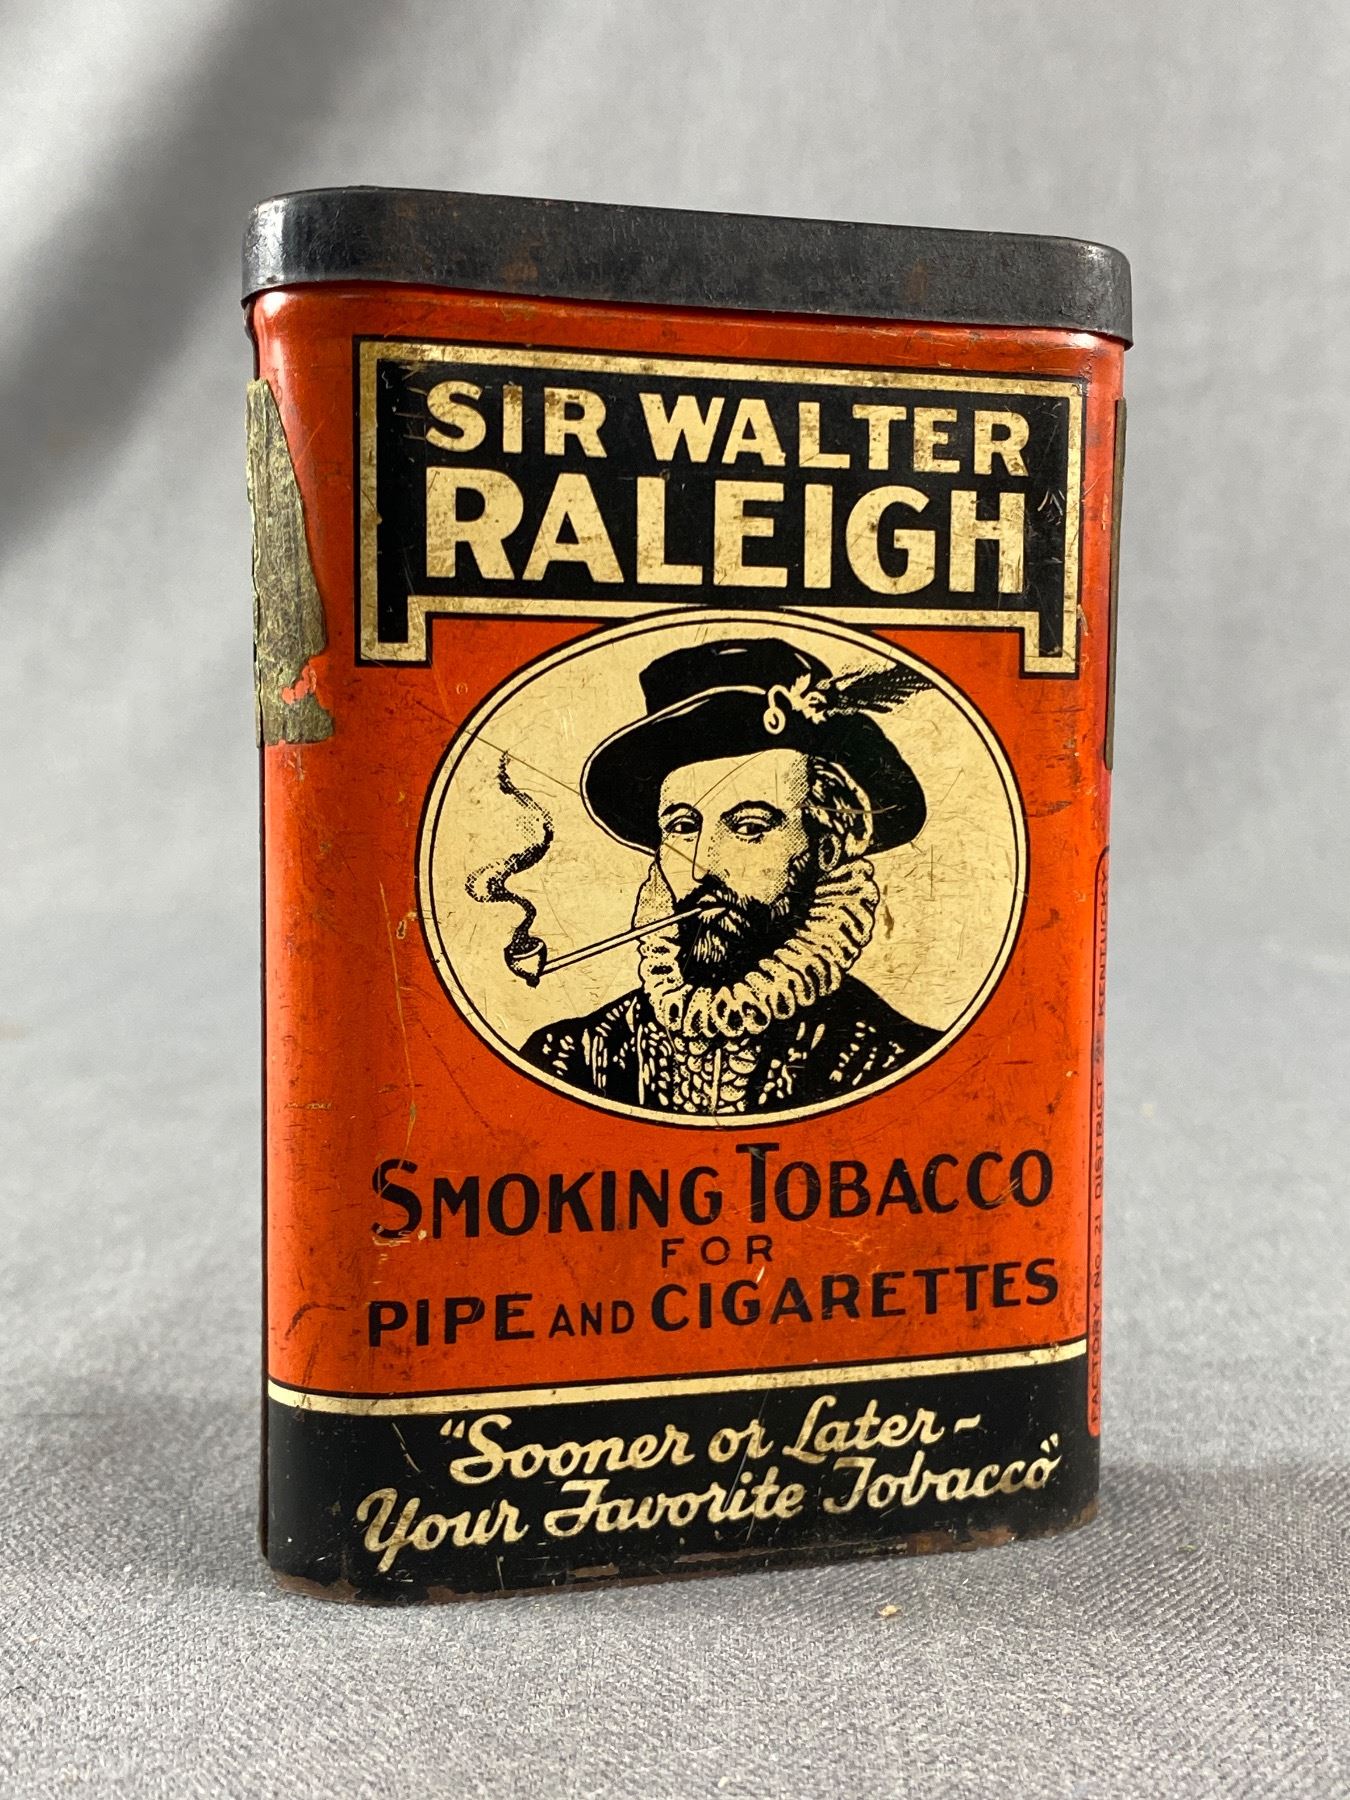 SIR WALTER
RALEIGH
SMOKING TOBACCO
FOR
PIPE AND CIGARETTES
"Sooner or Later-
Your Favorite Tobacco"
FACTORY NO. 21 DISTRICT OF KENTUCKY